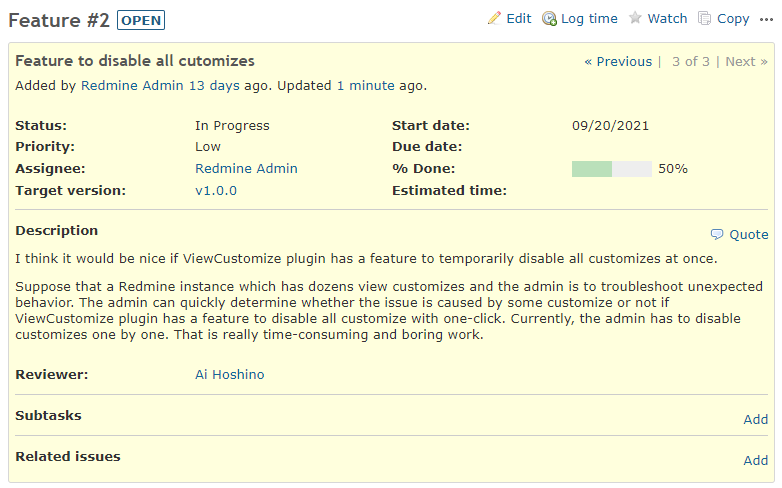 Feature #2 OPEN Edit Log time Watch Copy •••
Feature to disable all cutomizes « Previous | 3 of 3 | Next »
Added by Redmine Admin 13 days ago. Updated 1 minute ago.
Status: In Progress Start date: 09/20/2021
Priority: Low Due date:
Assignee: Redmine Admin % Done: 50%
Target version: v1.0.0 Estimated time:
Description Quote
I think it would be nice if ViewCustomize plugin has a feature to temporarily disable all customizes at once.
Suppose that a Redmine instance which has dozens view customizes and the admin is to troubleshoot unexpected
behavior. The admin can quickly determine whether the issue is caused by some customize or not if
ViewCustomize plugin has a feature to disable all customize with one-click. Currently, the admin has to disable
customizes one by one. That is really time-consuming and boring work.
Reviewer: Ai Hoshino
Subtasks Add
Related issues Add